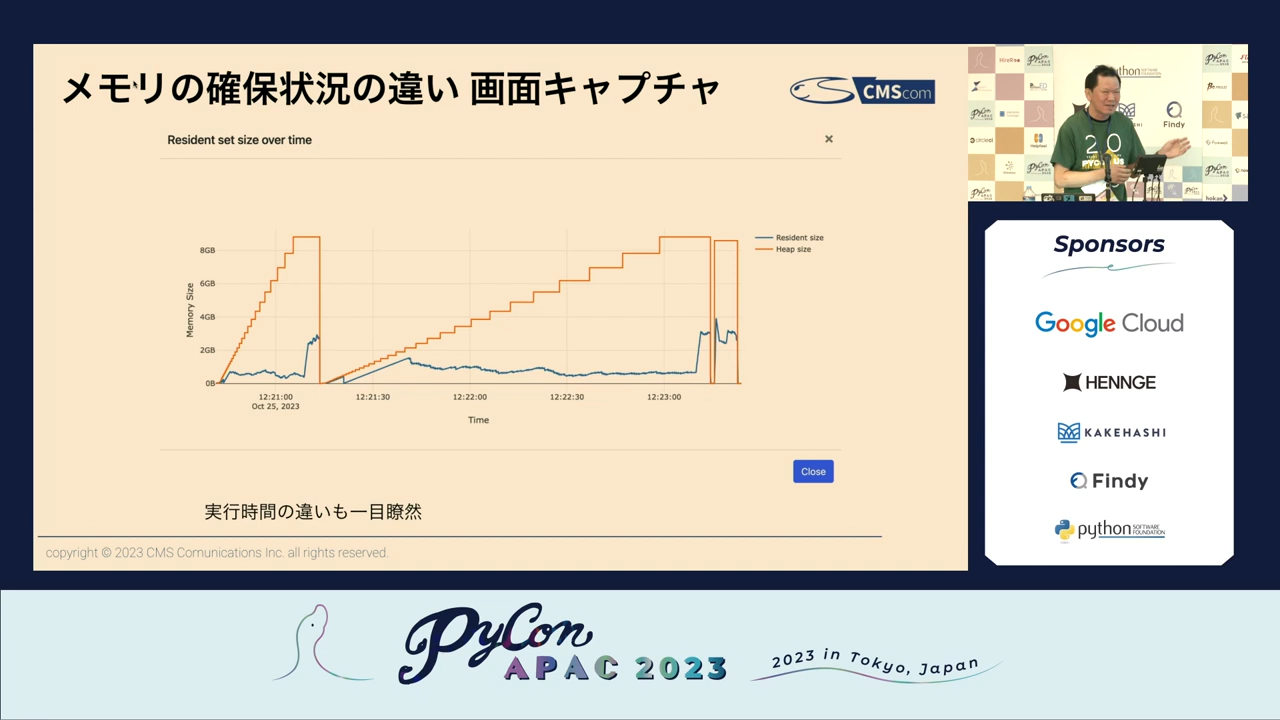 メモリの確保状況の違い 画面キャプチャ
CMScom
Resident set size over time
×
Resident size
Heap size
8GB
6GB
4GB
2GB
0B
Memory Size
12:21:00
Oct 25, 2023
12:21:30
12:22:00
12:22:30
12:23:00
Time
Close
実行時間の違いも一目瞭然
copyright © 2023 CMS Comunications Inc. all rights reserved.
Findy
Sponsors
Google Cloud
HENNGE
KAKEHASHI
Findy
python SOFTWARE FOUNDATION
PyCon
APAC 2023
2023 in Tokyo, Japan